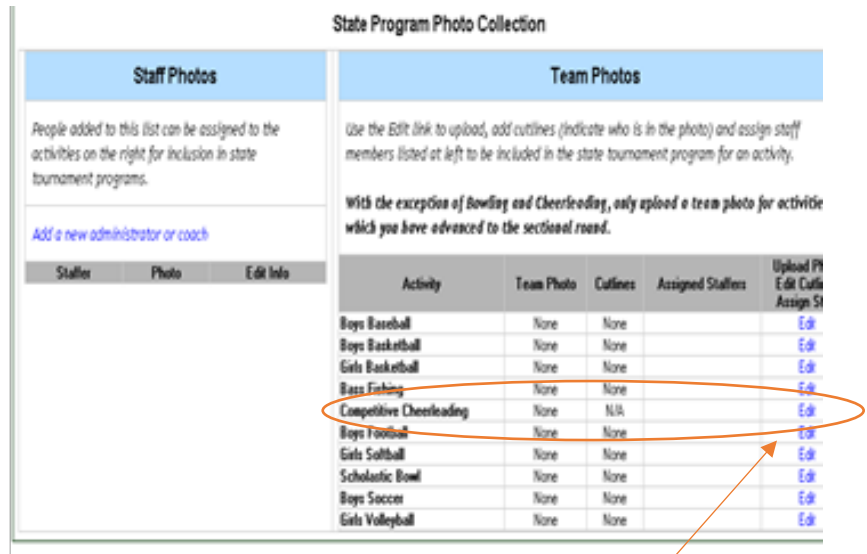 State Program Photo Collection
Staff Photos
People added to this list can be assigned to the
activities on the right for inclusion in state
tournament programs.
Add a new administrator or coach
Staffer Photo Edit Info
Team Photos
Use the Edit link to upload, add cutlines (indicate who is in the photo) and assign staff
members listed at left to be included in the state tournament program for an activity.
With the exception of Bowling and Cheerleading, only upload a team photo for activitie
which you have advanced to the sectional round.
Activity Team Photo Cutlines Assigned Staffers Upload Ph
Edit Cutli
Assign St
Boys Baseball None None Edit
Boys Basketball None None Edit
Girls Basketball None None Edit
Bass Fishing None None Edit
Competitive Cheerleading None N/A Edit
Boys Football None None Edit
Girls Softball None None Edit
Scholastic Bowl None None Edit
Boys Soccer None None Edit
Girls Volleyball None None Edit